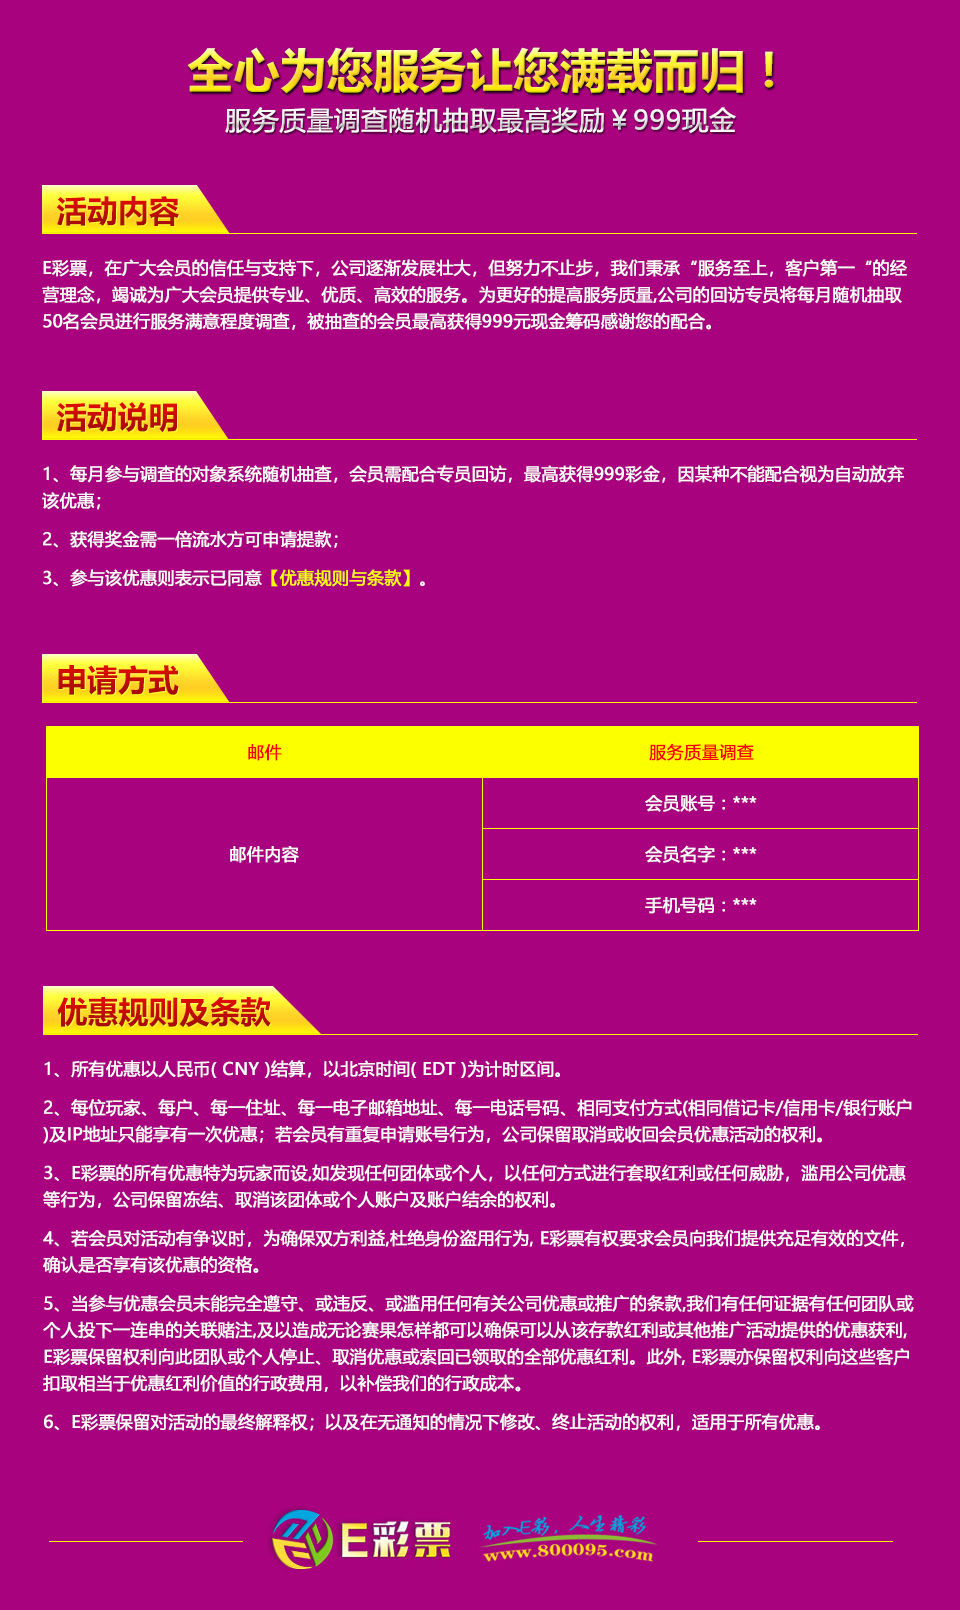 全心为您服务让您满载而归！
服务质量调查随机抽取最高奖励￥999现金
活动内容
E彩票，在广大会员的信任与支持下，公司逐渐发展壮大，但努力不止步，我们秉承“服务至上，客户第一“的经
营理念，竭诚为广大会员提供专业、优质、高效的服务。为更好的提高服务质量,公司的回访专员将每月随机抽取
50名会员进行服务满意程度调查，被抽查的会员最高获得999元现金筹码感谢您的配合。
活动说明
1、每月参与调查的对象系统随机抽查，会员需配合专员回访，最高获得999彩金，因某种不能配合视为自动放弃
该优惠；
2、获得奖金需一倍流水方可申请提款；
3、参与该优惠则表示已同意【优惠规则与条款】。
申请方式
邮件 服务质量调查
会员账号：***
邮件内容 会员名字：***
手机号码：***
优惠规则及条款
1、所有优惠以人民币( CNY )结算，以北京时间( EDT )为计时区间。
2、每位玩家、每户、每一住址、每一电子邮箱地址、每一电话号码、相同支付方式(相同借记卡/信用卡/银行账户
)及IP地址只能享有一次优惠；若会员有重复申请账号行为，公司保留取消或收回会员优惠活动的权利。
3、E彩票的所有优惠特为玩家而设,如发现任何团体或个人，以任何方式进行套取红利或任何威胁，滥用公司优惠
等行为，公司保留冻结、取消该团体或个人账户及账户结余的权利。
4、若会员对活动有争议时，为确保双方利益,杜绝身份盗用行为, E彩票有权要求会员向我们提供充足有效的文件，
确认是否享有该优惠的资格。
5、当参与优惠会员未能完全遵守、或违反、或滥用任何有关公司优惠或推广的条款,我们有任何证据有任何团队或
个人投下一连串的关联赌注,及以造成无论赛果怎样都可以确保可以从该存款红利或其他推广活动提供的优惠获利,
E彩票保留权利向此团队或个人停止、取消优惠或索回已领取的全部优惠红利。此外, E彩票亦保留权利向这些客户
扣取相当于优惠红利价值的行政费用，以补偿我们的行政成本。
6、E彩票保留对活动的最终解释权；以及在无通知的情况下修改、终止活动的权利，适用于所有优惠。
E彩票 加入E彩，人生精彩
www.800095.com